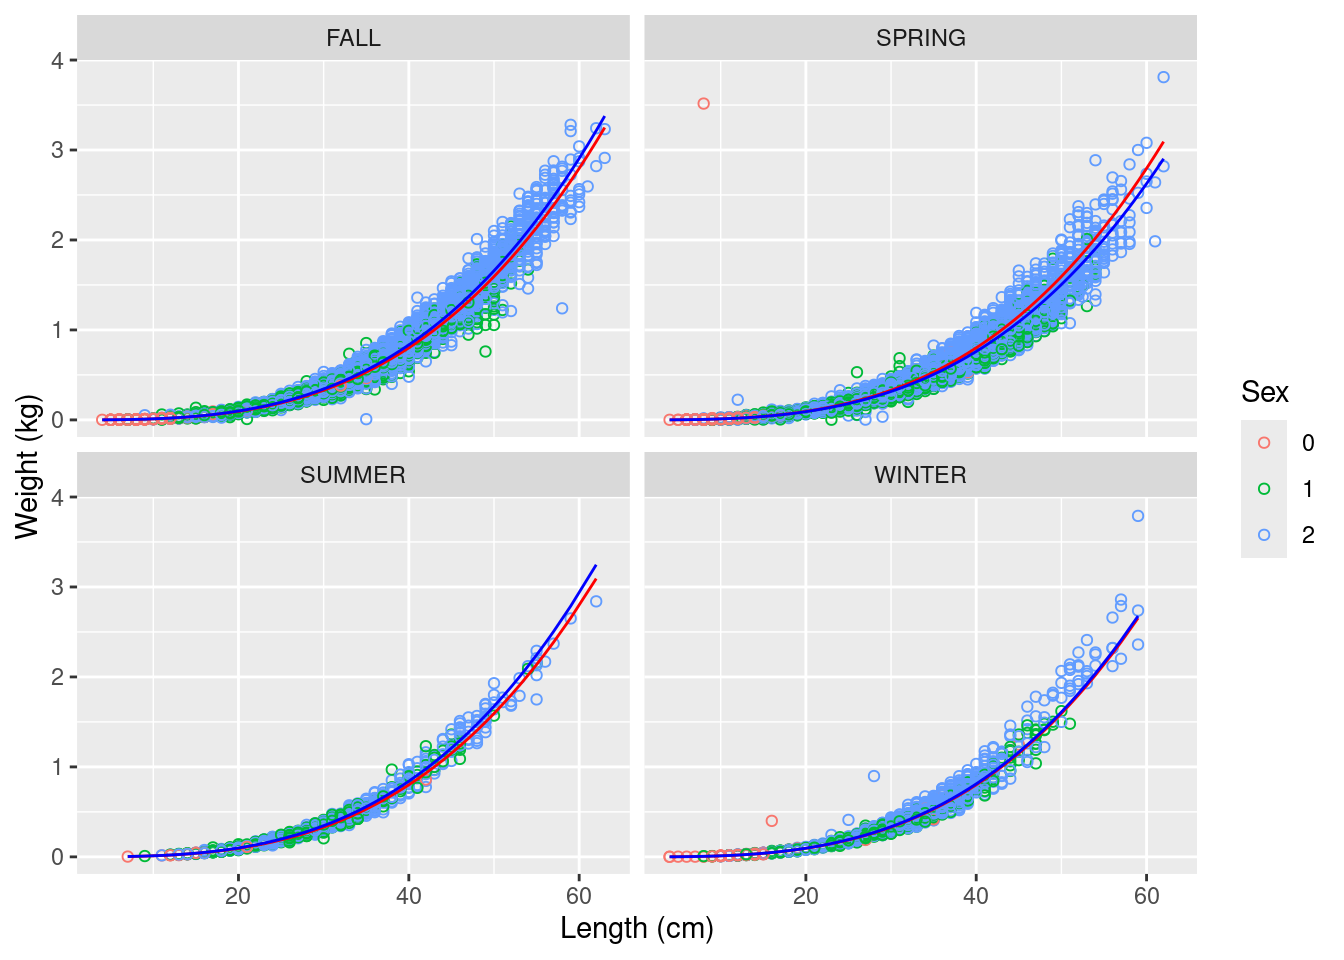 FALL
SPRING
4
3
2
1
0
SUMMER
WINTER
4
3
2
1
0
20
40
60
20
40
60
Length (cm)
Weight (kg)
Sex
0
1
2